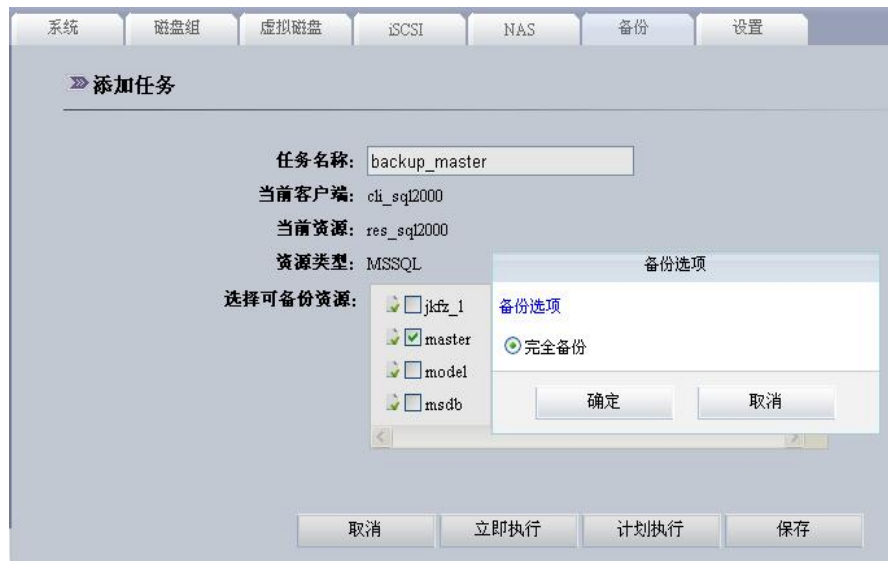 系统 磁盘组 虚拟磁盘 iSCSI NAS 备份 设置
添加任务
任务名称: backup_master
当前客户端: cli_sql2000
当前资源: res_sql2000
资源类型: MSSQL
选择可备份资源: jkfz_1
master
model
msdb
备份选项
备份选项
完全备份
确定 取消
取消 立即执行 计划执行 保存